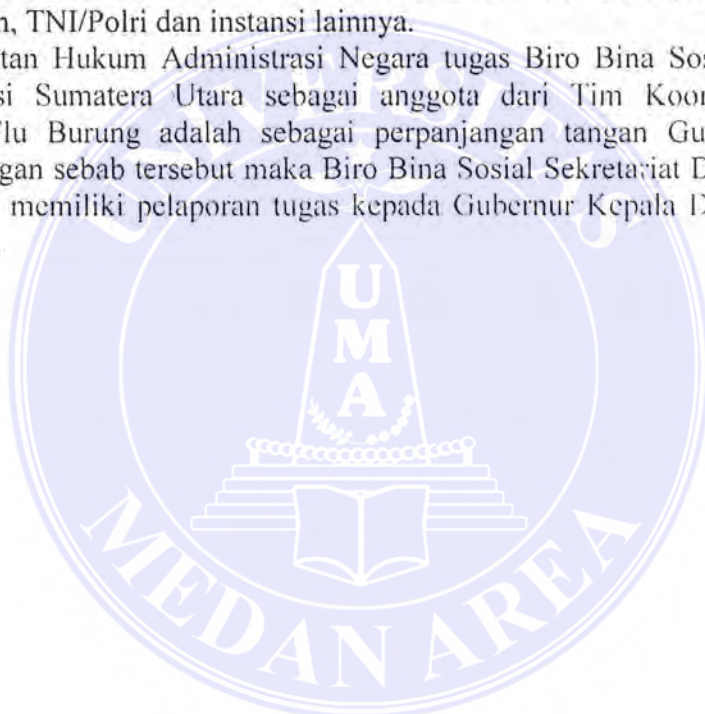 n, TNI/Polri dan instansi lainnya.
tan Hukum Administrasi Negara tugas Biro Bina Sos
si Sumatera Utara sebagai anggota dari Tim Koor
Flu Burung adalah sebagai perpanjangan tangan Gu
gan sebab tersebut maka Biro Bina Sosial Sekretariat D
memiliki pelaporan tugas kepada Gubernur Kepala D
UNIVERSITAS
UMA
MEDAN AREA